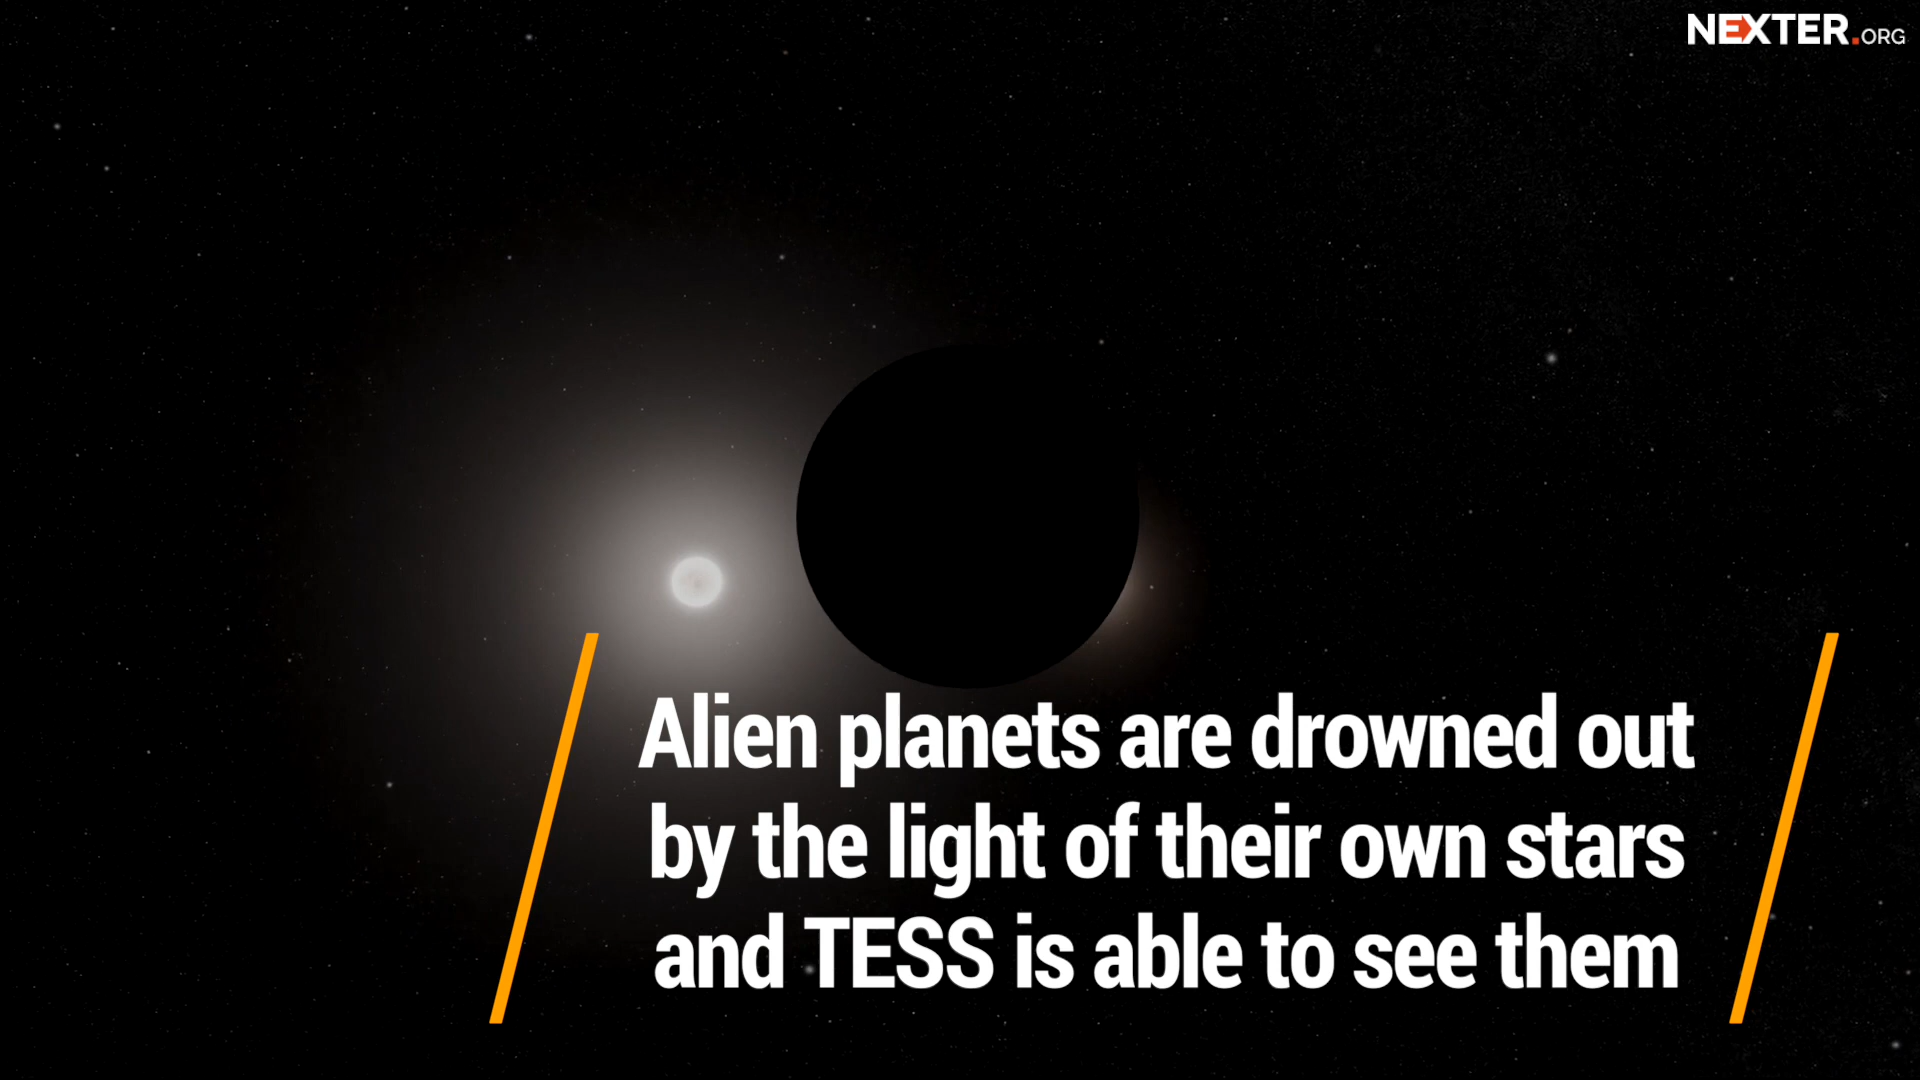 NEXTER.ORG
Alien planets are drowned out
by the light of their own stars
and TESS is able to see them